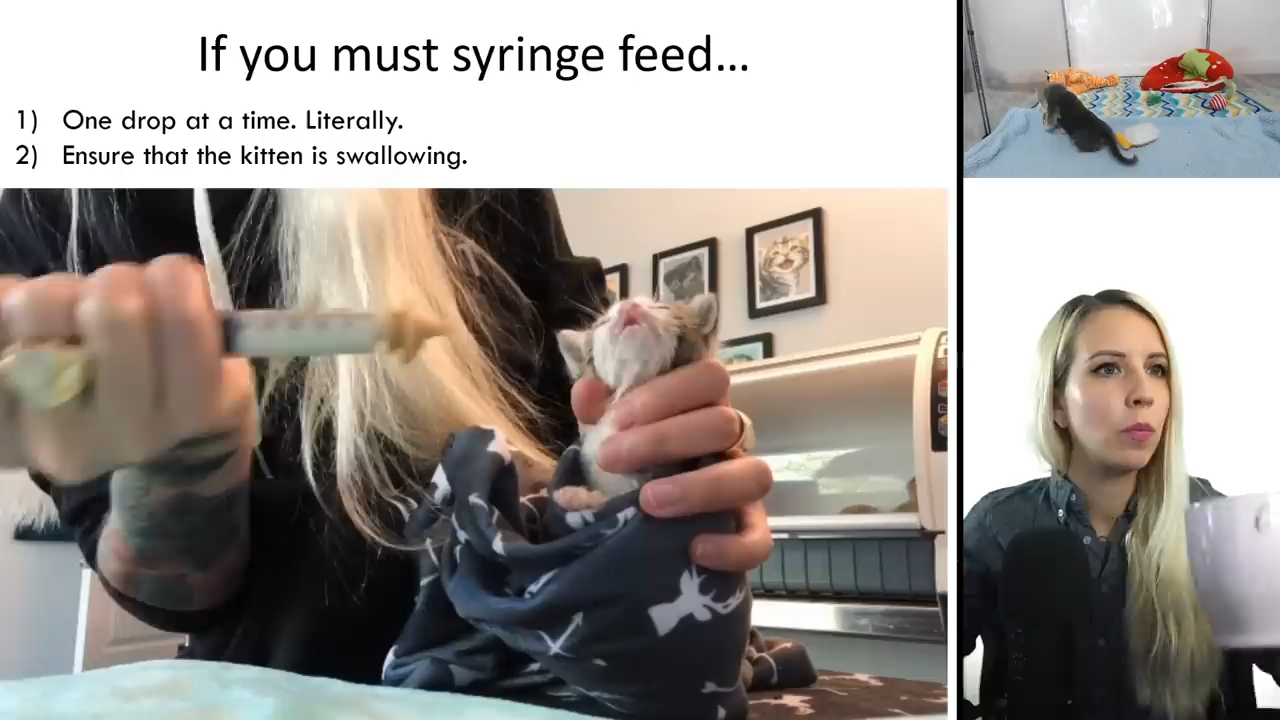 If you must syringe feed...
1) One drop at a time. Literally.
2) Ensure that the kitten is swallowing.